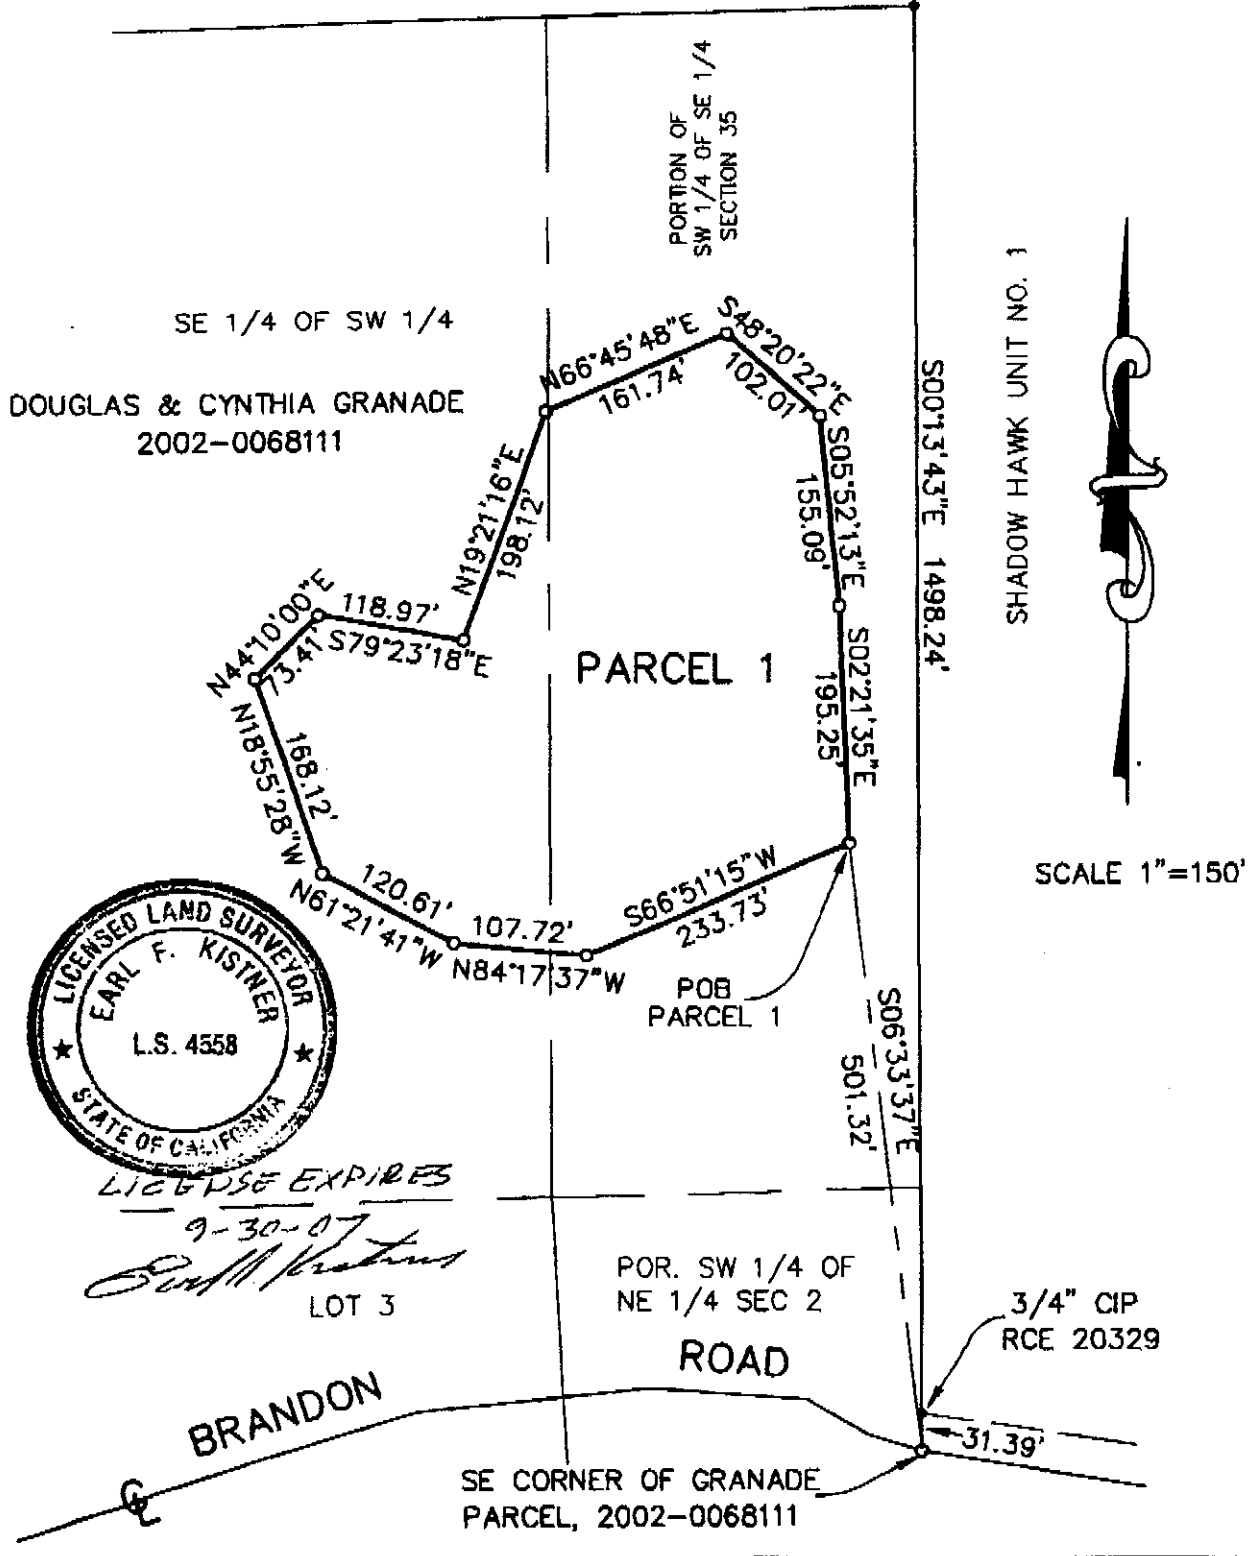 PORTION OF
SW 1/4 OF SE 1/4
SECTION 35
SE 1/4 OF SW 1/4
DOUGLAS & CYNTHIA GRANADE
2002-0068111
N66°45'48"E
161.74'
S48°20'22"E
102.01'
S05°52'13"E
155.09'
S02°21'35"E
195.25'
S00°13'43"E 1498.24'
SHADOW HAWK UNIT NO. 1
N19°21'16"E
198.12'
118.97'
S79°23'18"E
N44°10'00"E
73.41'
PARCEL 1
N18°55'28"W
168.12'
120.61'
N61°21'41"W
107.72'
N84°17'37"W
S66°51'15"W
233.73'
SCALE 1"=150'
POB
PARCEL 1
S06°33'37"E
501.32'
LICENSED LAND SURVEYOR
EARL F. KISTNER
L.S. 4558
STATE OF CALIFORNIA
LICENSE EXPIRES
9-30-07
LOT 3
POR. SW 1/4 OF
NE 1/4 SEC 2
3/4" CIP
RCE 20329
BRANDON ROAD
31.39'
SE CORNER OF GRANADE
PARCEL, 2002-0068111